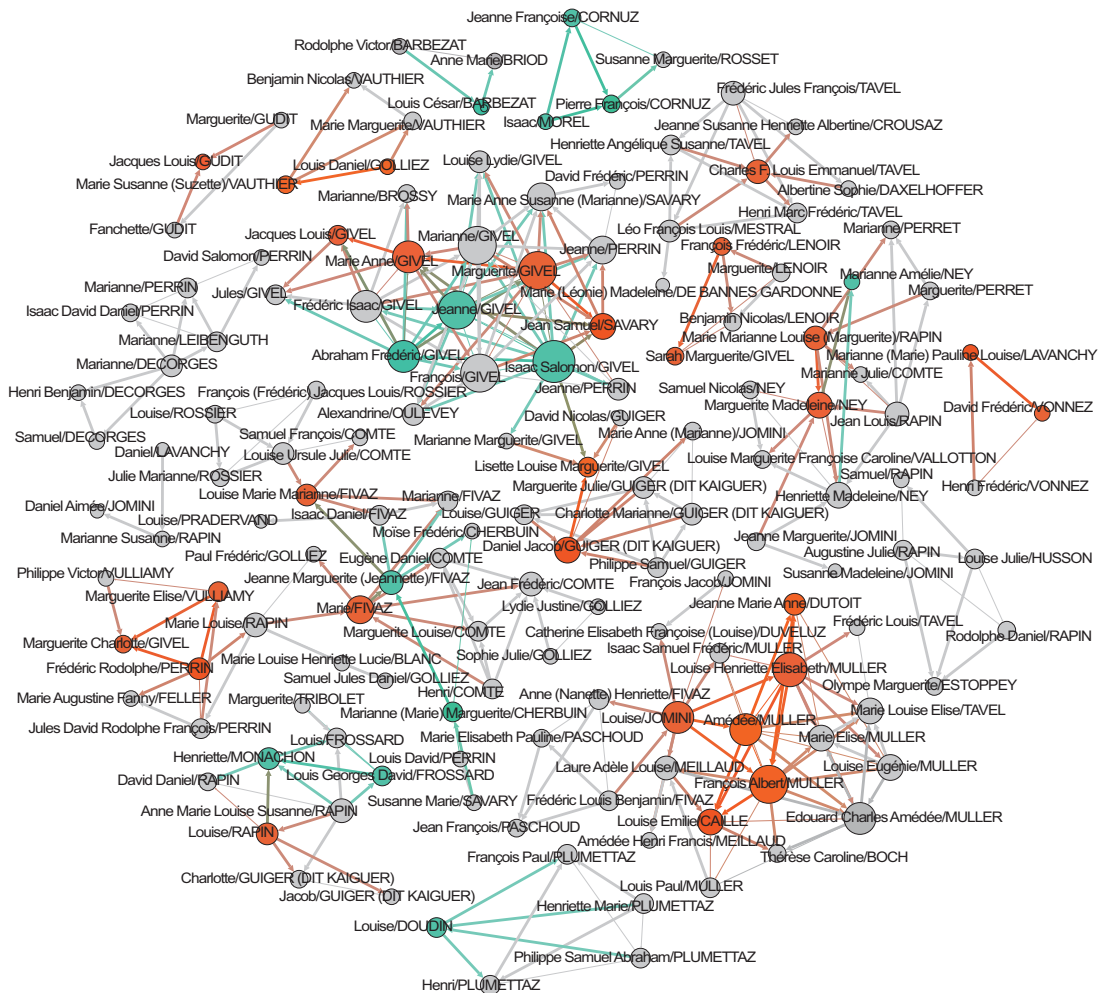 Jeanne Françoise/CORNUZ
Rodolphe Victor/BARBEZAT
Anne Marie/BRIOD
Susanne Marguerite/ROSSET
Benjamin Nicolas/VAUTHIER
Frédéric Jules François/TAVEL
Louis César/BARBEZAT
Pierre François/CORNUZ
Marguerite/GUDIT
Marie Marguerite/VAUTHIER
Isaac/MOREL
Jeanne Susanne Henriette Albertine/CROUSAZ
Henriette Angélique Susanne/TAVEL
Jacques Louis/GUDIT
Louis Daniel/GOLLIEZ
Louise Lydie/GIVEL
Charles F. Louis Emmanuel/TAVEL
Marie Susanne (Suzette)/VAUTHIER
David Frédéric/PERRIN
Albertine Sophie/DAXELHOFFER
Marianne/BROSSY
Marie Anne Susanne (Marianne)/SAVARY
Henri Marc Frédéric/TAVEL
Fanchette/GUDIT
Léo François Louis/MESTRAL
Marianne/PERRET
Jacques Louis/GIVEL
Marianne/GIVEL
Jeanne/PERRIN
François Frédéric/LENOIR
David Salomon/PERRIN
Marie Anne/GIVEL
Marguerite/GIVEL
Marguerite/LENOIR
Marianne Amélie/NEY
Marianne/PERRIN
Jules/GIVEL
Marie (Léonie) Madeleine/DE BANNES GARDONNE
Marguerite/PERRET
Isaac David Daniel/PERRIN
Frédéric Isaac/GIVEL
Jeanne/GIVEL
Jean Samuel/SAVARY
Benjamin Nicolas/LENOIR
Marianne/LEIBENGUTH
Marie Marianne Louise (Marguerite)/RAPIN
Abraham Frédéric/GIVEL
Sarah Marguerite/GIVEL
Marianne (Marie) Pauline Louise/LAVANCHY
Marianne/DECORGES
François/GIVEL
Isaac Salomon/GIVEL
Marianne Julie/COMTE
Henri Benjamin/DECORGES
François (Frédéric) Jacques Louis/ROSSIER
Jeanne/PERRIN
Samuel Nicolas/NEY
Louise/ROSSIER
Alexandrine/OULEVEY
David Nicolas/GUIGER
Marguerite Madeleine/NEY
David Frédéric/VONNEZ
Samuel/DECORGES
Samuel François/COMTE
Marianne Marguerite/GIVEL
Marie Anne (Marianne)/JOMINI
Jean Louis/RAPIN
Daniel/LAVANCHY
Louise Ursule Julie/COMTE
Lisette Louise Marguerite/GIVEL
Louise Marguerite Françoise Caroline/VALLOTTON
Julie Marianne/ROSSIER
Samuel/RAPIN
Louise Marie Marianne/FIVAZ
Marianne/FIVAZ
Marguerite Julie/GUIGER (DIT KAIGUER)
Henri Frédéric/VONNEZ
Daniel Aimée/JOMINI
Louise/PRADERVAND
Isaac Daniel/FIVAZ
Louise/GUIGER
Charlotte Marianne/GUIGER (DIT KAIGUER)
Henriette Madeleine/NEY
Marianne Susanne/RAPIN
Moïse Frédéric/CHERBUIN
Daniel Jacob/GUIGER (DIT KAIGUER)
Jeanne Marguerite/JOMINI
Paul Frédéric/GOLLIEZ
Eugène Daniel/COMTE
Philippe Samuel/GUIGER
Augustine Julie/RAPIN
Louise Julie/HUSSON
Philippe Victor/VULLIAMY
Jeanne Marguerite (Jeannette)/FIVAZ
Jean Frédéric/COMTE
François Jacob/JOMINI
Susanne Madeleine/JOMINI
Marguerite Elise/VULLIAMY
Marie/FIVAZ
Lydie Justine/GOLLIEZ
Jeanne Marie Anne/DUTOIT
Marie Louise/RAPIN
Marguerite Louise/COMTE
Catherine Elisabeth Françoise (Louise)/DUVELUZ
Frédéric Louis/TAVEL
Rodolphe Daniel/RAPIN
Marguerite Charlotte/GIVEL
Isaac Samuel Frédéric/MULLER
Frédéric Rodolphe/PERRIN
Marie Louise Henriette Lucie/BLANC
Sophie Julie/GOLLIEZ
Louise Henriette Elisabeth/MULLER
Samuel Jules Daniel/GOLLIEZ
Olympe Marguerite/ESTOPPEY
Marie Augustine Fanny/FELLER
Marguerite/TRIBOLET
Henri/COMTE
Anne (Nanette) Henriette/FIVAZ
Marianne (Marie) Marguerite/CHERBUIN
Louise/JOMINI
Amédée/MULLER
Marie Louise Elise/TAVEL
Jules David Rodolphe François/PERRIN
Louis/FROSSARD
Marie Elisabeth Pauline/PASCHOUD
Marie Elise/MULLER
Henriette/MONACHON
Louis David/PERRIN
Laure Adèle Louise/MEILLAUD
Louise Eugénie/MULLER
David Daniel/RAPIN
Louis Georges David/FROSSARD
François Albert/MULLER
Susanne Marie/SAVARY
Frédéric Louis Benjamin/FIVAZ
Anne Marie Louise Susanne/RAPIN
Louise Emilie/CAILLE
Edouard Charles Amédée/MULLER
Louise/RAPIN
Jean François/PASCHOUD
Amédée Henri Francis/MEILLAUD
François Paul/PLUMETTAZ
Thérèse Caroline/BOCH
Charlotte/GUIGER (DIT KAIGUER)
Louis Paul/MULLER
Jacob/GUIGER (DIT KAIGUER)
Henriette Marie/PLUMETTAZ
Louise/DOUDIN
Philippe Samuel Abraham/PLUMETTAZ
Henri/PLUMETTAZ